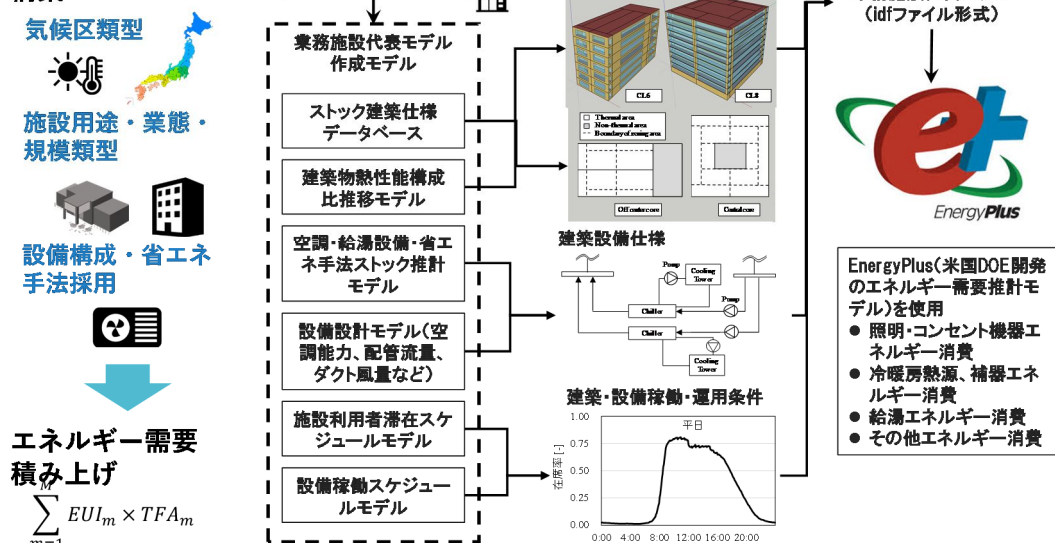 気候区類型
施設用途・業態・
規模類型
設備構成・省エネ
手法採用
エネルギー需要
積み上げ
M
∑ EUIₘ × TFAₘ
m=1
業務施設代表モデル
作成モデル
ストック建築仕様
データベース
建築物熱性能構成
比推移モデル
空調・給湯設備・省エ
ネ手法ストック推計
モデル
設備設計モデル(空
調能力、配管流量、
ダクト風量など)
施設利用者滞在スケ
ジュールモデル
設備稼働スケジュー
ルモデル
CL6
CL8
Thermal area
Non-thermal area
Boundary of zoning area
Off center core
Central core
建築設備仕様
Pump
Cooling
Tower
Chiller
Pump
Chiller
Cooling
Tower
建築・設備稼働・運用条件
平日
在席率 [-]
1.00
0.75
0.50
0.25
0.00
0:00 4:00 8:00 12:00 16:00 20:00
(idfファイル形式)
e+
EnergyPlus
EnergyPlus(米国DOE開発
のエネルギー需要推計モ
デル)を使用
● 照明・コンセント機器エ
ネルギー消費
● 冷暖房熱源、補器エネ
ルギー消費
● 給湯エネルギー消費
● その他エネルギー消費